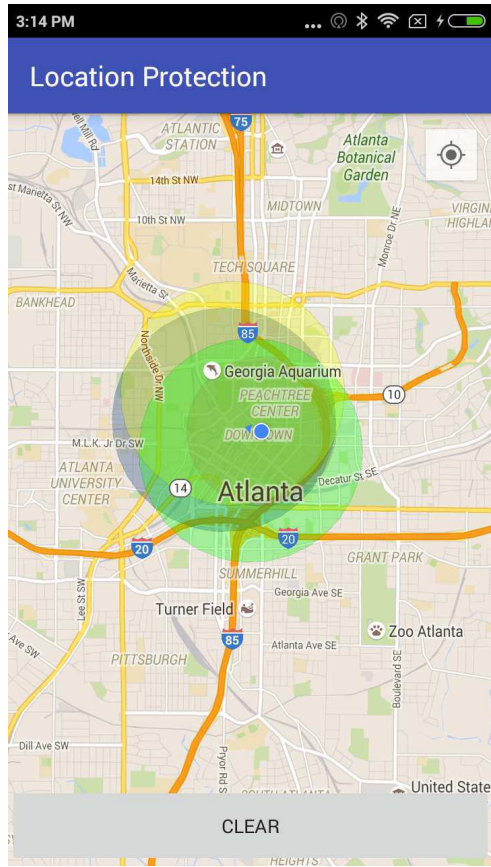 3:14 PM
Location Protection
75
ATLANTIC
STATION
Atlanta
Botanical
Garden
14th St NW
10th St NW
MIDTOWN
Monroe Dr NE
Marietta St
TECH SQUARE
BANKHEAD
Northside Dr NW
85
Georgia Aquarium
PEACHTREE
CENTER
10
DOWNTOWN
M.L.K. Jr Dr SW
ATLANTA
UNIVERSITY
CENTER
14
Atlanta
Decatur St SE
20
20
GRANT PARK
SUMMERHILL
Georgia Ave SE
Lee St SW
Turner Field
85
Atlanta Ave SE
Zoo Atlanta
PITTSBURGH
Boulevard SE
Ave SW
Dill Ave SW
Pryor Rd S
United State
SOUTH ATLANTA
CLEAR
HEIGHTS